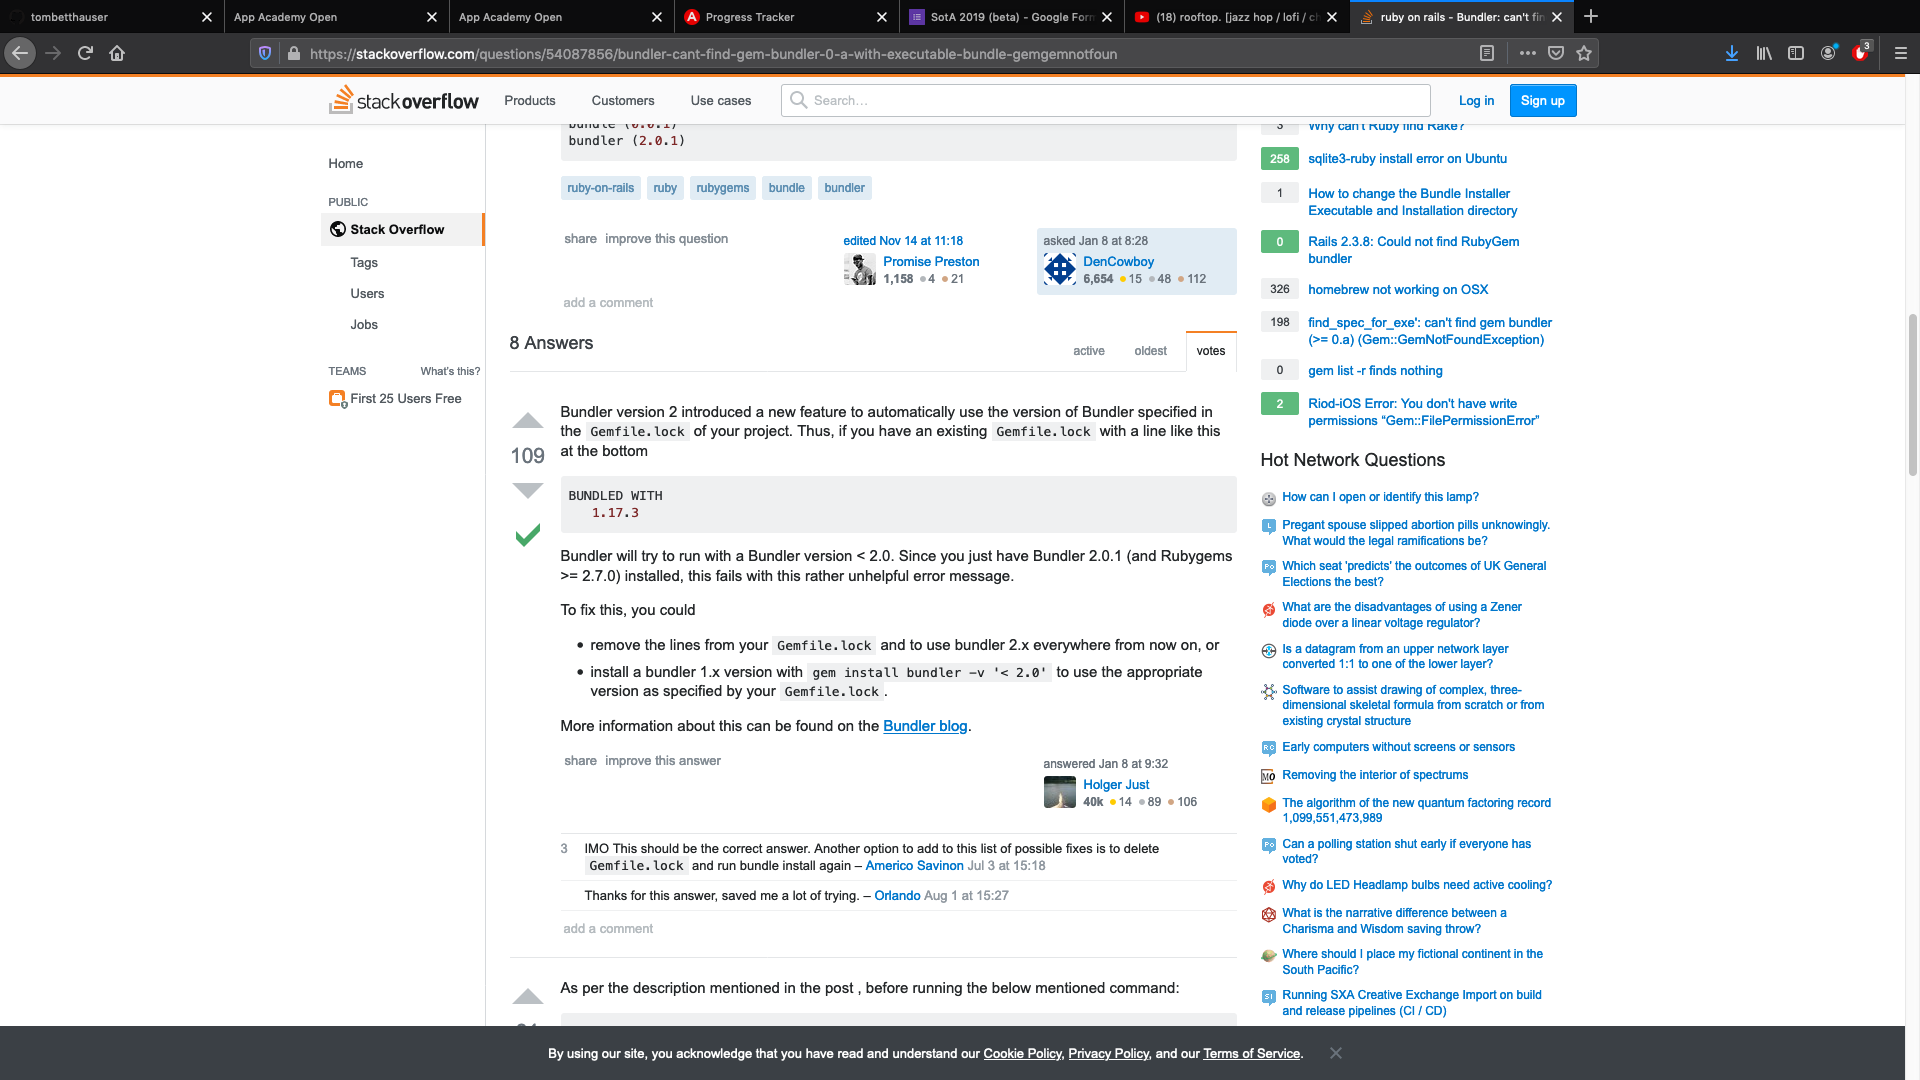 tombetthauser
App Academy Open
App Academy Open
Progress Tracker
SotA 2019 (beta) - Google Form
(18) rooftop. [jazz hop / lofi / ch
ruby on rails - Bundler: can't fin
https://stackoverflow.com/questions/54087856/bundler-cant-find-gem-bundler-0-a-with-executable-bundle-gemgemnotfoun
3
stackoverflow
Products
Customers
Use cases
Search...
Log in
Sign up
Home
PUBLIC
Stack Overflow
Tags
Users
Jobs
TEAMS
What's this?
First 25 Users Free
bundle (0.0.1)
bundler (2.0.1)
ruby-on-rails
ruby
rubygems
bundle
bundler
share improve this question
edited Nov 14 at 11:18
Promise Preston
1,158 4 21
asked Jan 8 at 8:28
DenCowboy
6,654 15 48 112
add a comment
8 Answers
active
oldest
votes
109
Bundler version 2 introduced a new feature to automatically use the version of Bundler specified in
the Gemfile.lock of your project. Thus, if you have an existing Gemfile.lock with a line like this
at the bottom
BUNDLED WITH
1.17.3
Bundler will try to run with a Bundler version < 2.0. Since you just have Bundler 2.0.1 (and Rubygems
>= 2.7.0) installed, this fails with this rather unhelpful error message.
To fix this, you could
• remove the lines from your Gemfile.lock and to use bundler 2.x everywhere from now on, or
• install a bundler 1.x version with gem install bundler -v '< 2.0' to use the appropriate
version as specified by your Gemfile.lock.
More information about this can be found on the Bundler blog.
share improve this answer
answered Jan 8 at 9:32
Holger Just
40k 14 89 106
3 IMO This should be the correct answer. Another option to add to this list of possible fixes is to delete
Gemfile.lock and run bundle install again – Americo Savinon Jul 3 at 15:18
Thanks for this answer, saved me a lot of trying. – Orlando Aug 1 at 15:27
add a comment
As per the description mentioned in the post , before running the below mentioned command:
3 Why can't Ruby find Rake?
258 sqlite3-ruby install error on Ubuntu
1 How to change the Bundle Installer
Executable and Installation directory
0 Rails 2.3.8: Could not find RubyGem
bundler
326 homebrew not working on OSX
198 find_spec_for_exe': can't find gem bundler
(>= 0.a) (Gem::GemNotFoundException)
0 gem list -r finds nothing
2 Riod-iOS Error: You don't have write
permissions “Gem::FilePermissionError”
Hot Network Questions
How can I open or identify this lamp?
Pregant spouse slipped abortion pills unknowingly.
What would the legal ramifications be?
Which seat 'predicts' the outcomes of UK General
Elections the best?
What are the disadvantages of using a Zener
diode over a linear voltage regulator?
Is a datagram from an upper network layer
converted 1:1 to one of the lower layer?
Software to assist drawing of complex, three-
dimensional skeletal formula from scratch or from
existing crystal structure
Early computers without screens or sensors
Removing the interior of spectrums
The algorithm of the new quantum factoring record
1,099,551,473,989
Can a polling station shut early if everyone has
voted?
Why do LED Headlamp bulbs need active cooling?
What is the narrative difference between a
Charisma and Wisdom saving throw?
Where should I place my fictional continent in the
South Pacific?
Running SXA Creative Exchange Import on build
and release pipelines (CI / CD)
By using our site, you acknowledge that you have read and understand our Cookie Policy, Privacy Policy, and our Terms of Service.